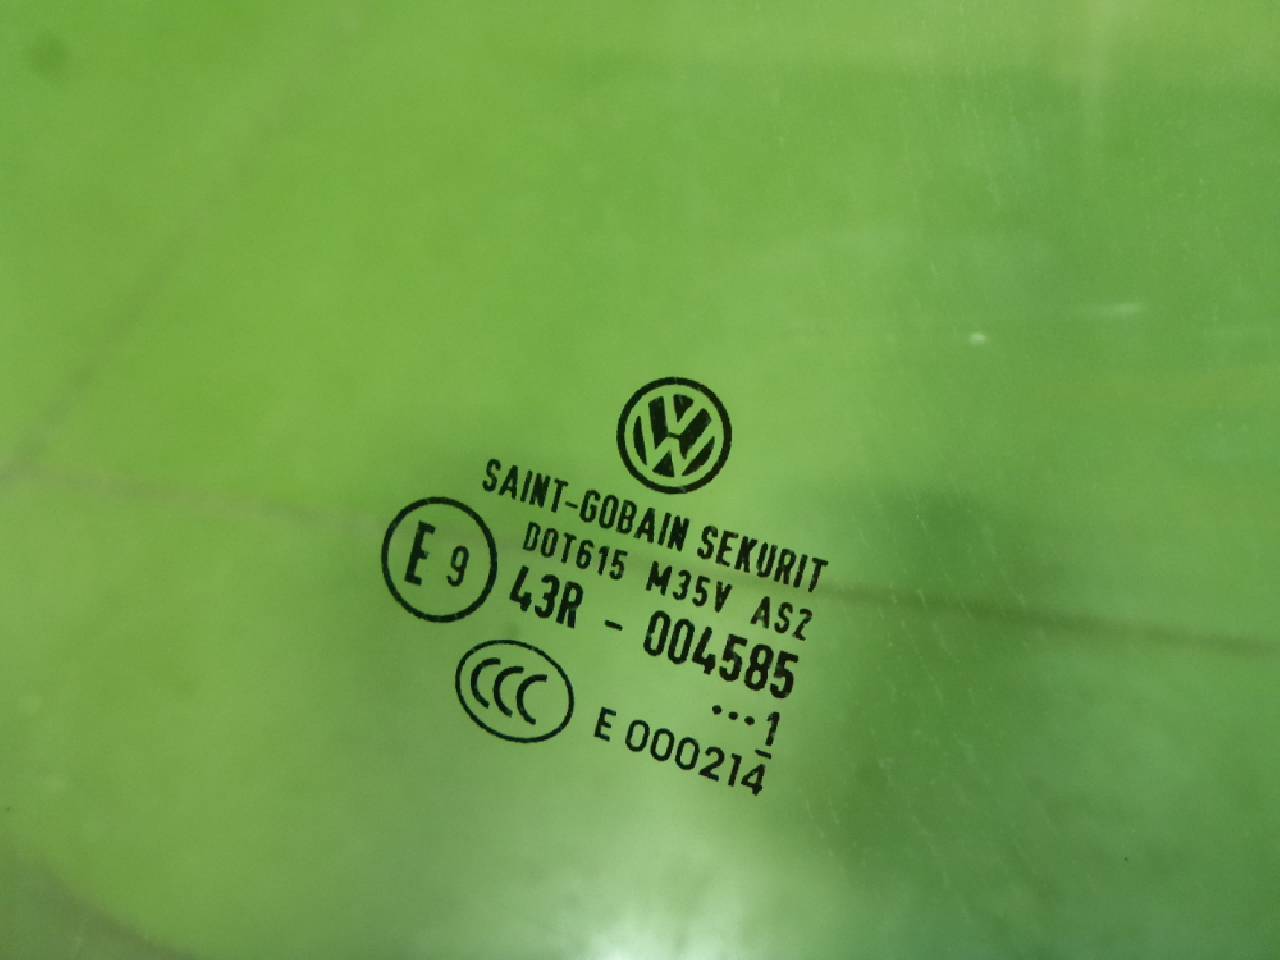 SAINT-GOBAIN SEKURIT
DOT615 M35V AS2
E 9 43R - 004585
...1
CCC E 000214